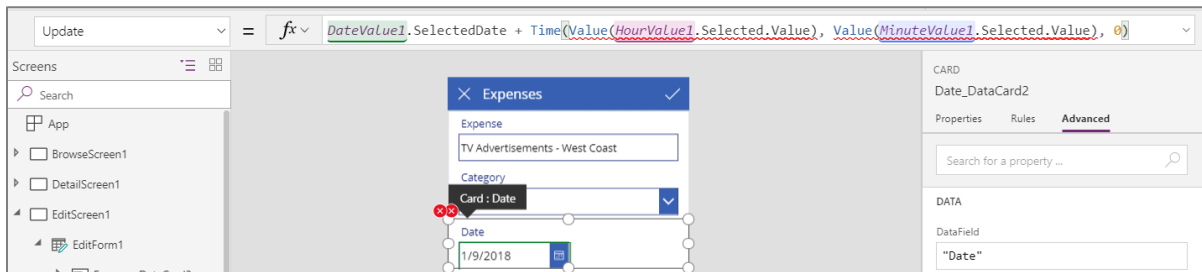 Update = fx DateValue1.SelectedDate + Time(Value(HourValue1.Selected.Value), Value(MinuteValue1.Selected.Value), 0)
Screens
Search
App
BrowseScreen1
DetailScreen1
EditScreen1
EditForm1
Expenses
Expense
TV Advertisements - West Coast
Category
Card : Date
Date
1/9/2018
CARD
Date_DataCard2
Properties Rules Advanced
Search for a property ...
DATA
DataField
"Date"